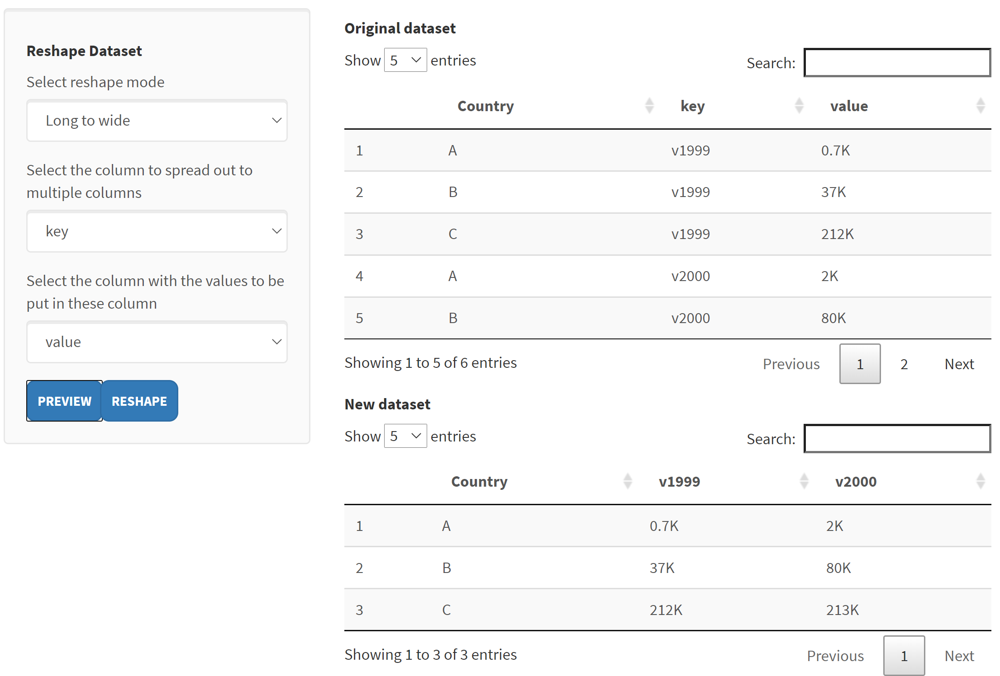 Reshape Dataset
Select reshape mode
Long to wide
Select the column to spread out to
multiple columns
key
Select the column with the values to be
put in these column
value
PREVIEW RESHAPE
Original dataset
Show 5 entries Search:
Country key value
1 A v1999 0.7K
2 B v1999 37K
3 C v1999 212K
4 A v2000 2K
5 B v2000 80K
Showing 1 to 5 of 6 entries Previous 1 2 Next
New dataset
Show 5 entries Search:
Country v1999 v2000
1 A 0.7K 2K
2 B 37K 80K
3 C 212K 213K
Showing 1 to 3 of 3 entries Previous 1 Next